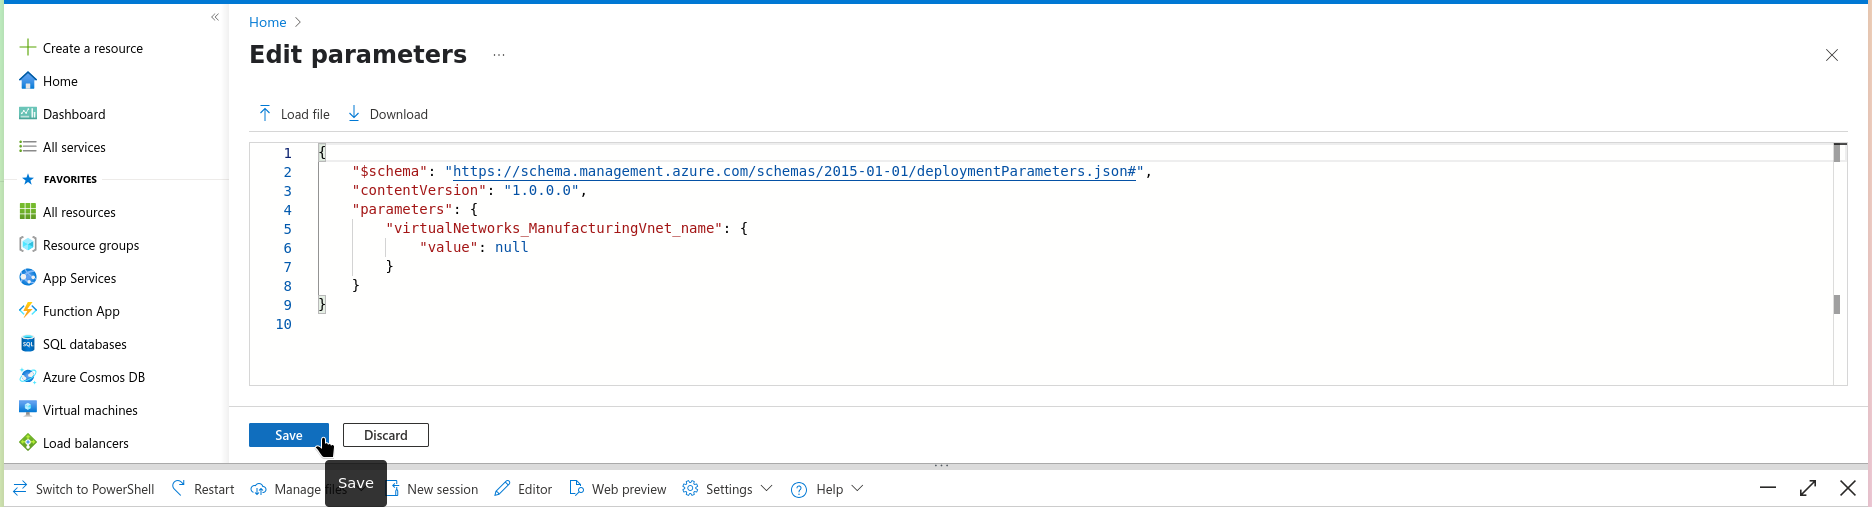 «
Create a resource
Home
Dashboard
All services
FAVORITES
All resources
Resource groups
App Services
Function App
SQL databases
Azure Cosmos DB
Virtual machines
Load balancers
Home >
Edit parameters ...
Load file Download
1 {
2 "$schema": "https://schema.management.azure.com/schemas/2015-01-01/deploymentParameters.json#",
3 "contentVersion": "1.0.0.0",
4 "parameters": {
5 "virtualNetworks_ManufacturingVnet_name": {
6 "value": null
7 }
8 }
9 }
10
Save Discard
Save
Switch to PowerShell Restart Manage files New session Editor Web preview Settings Help